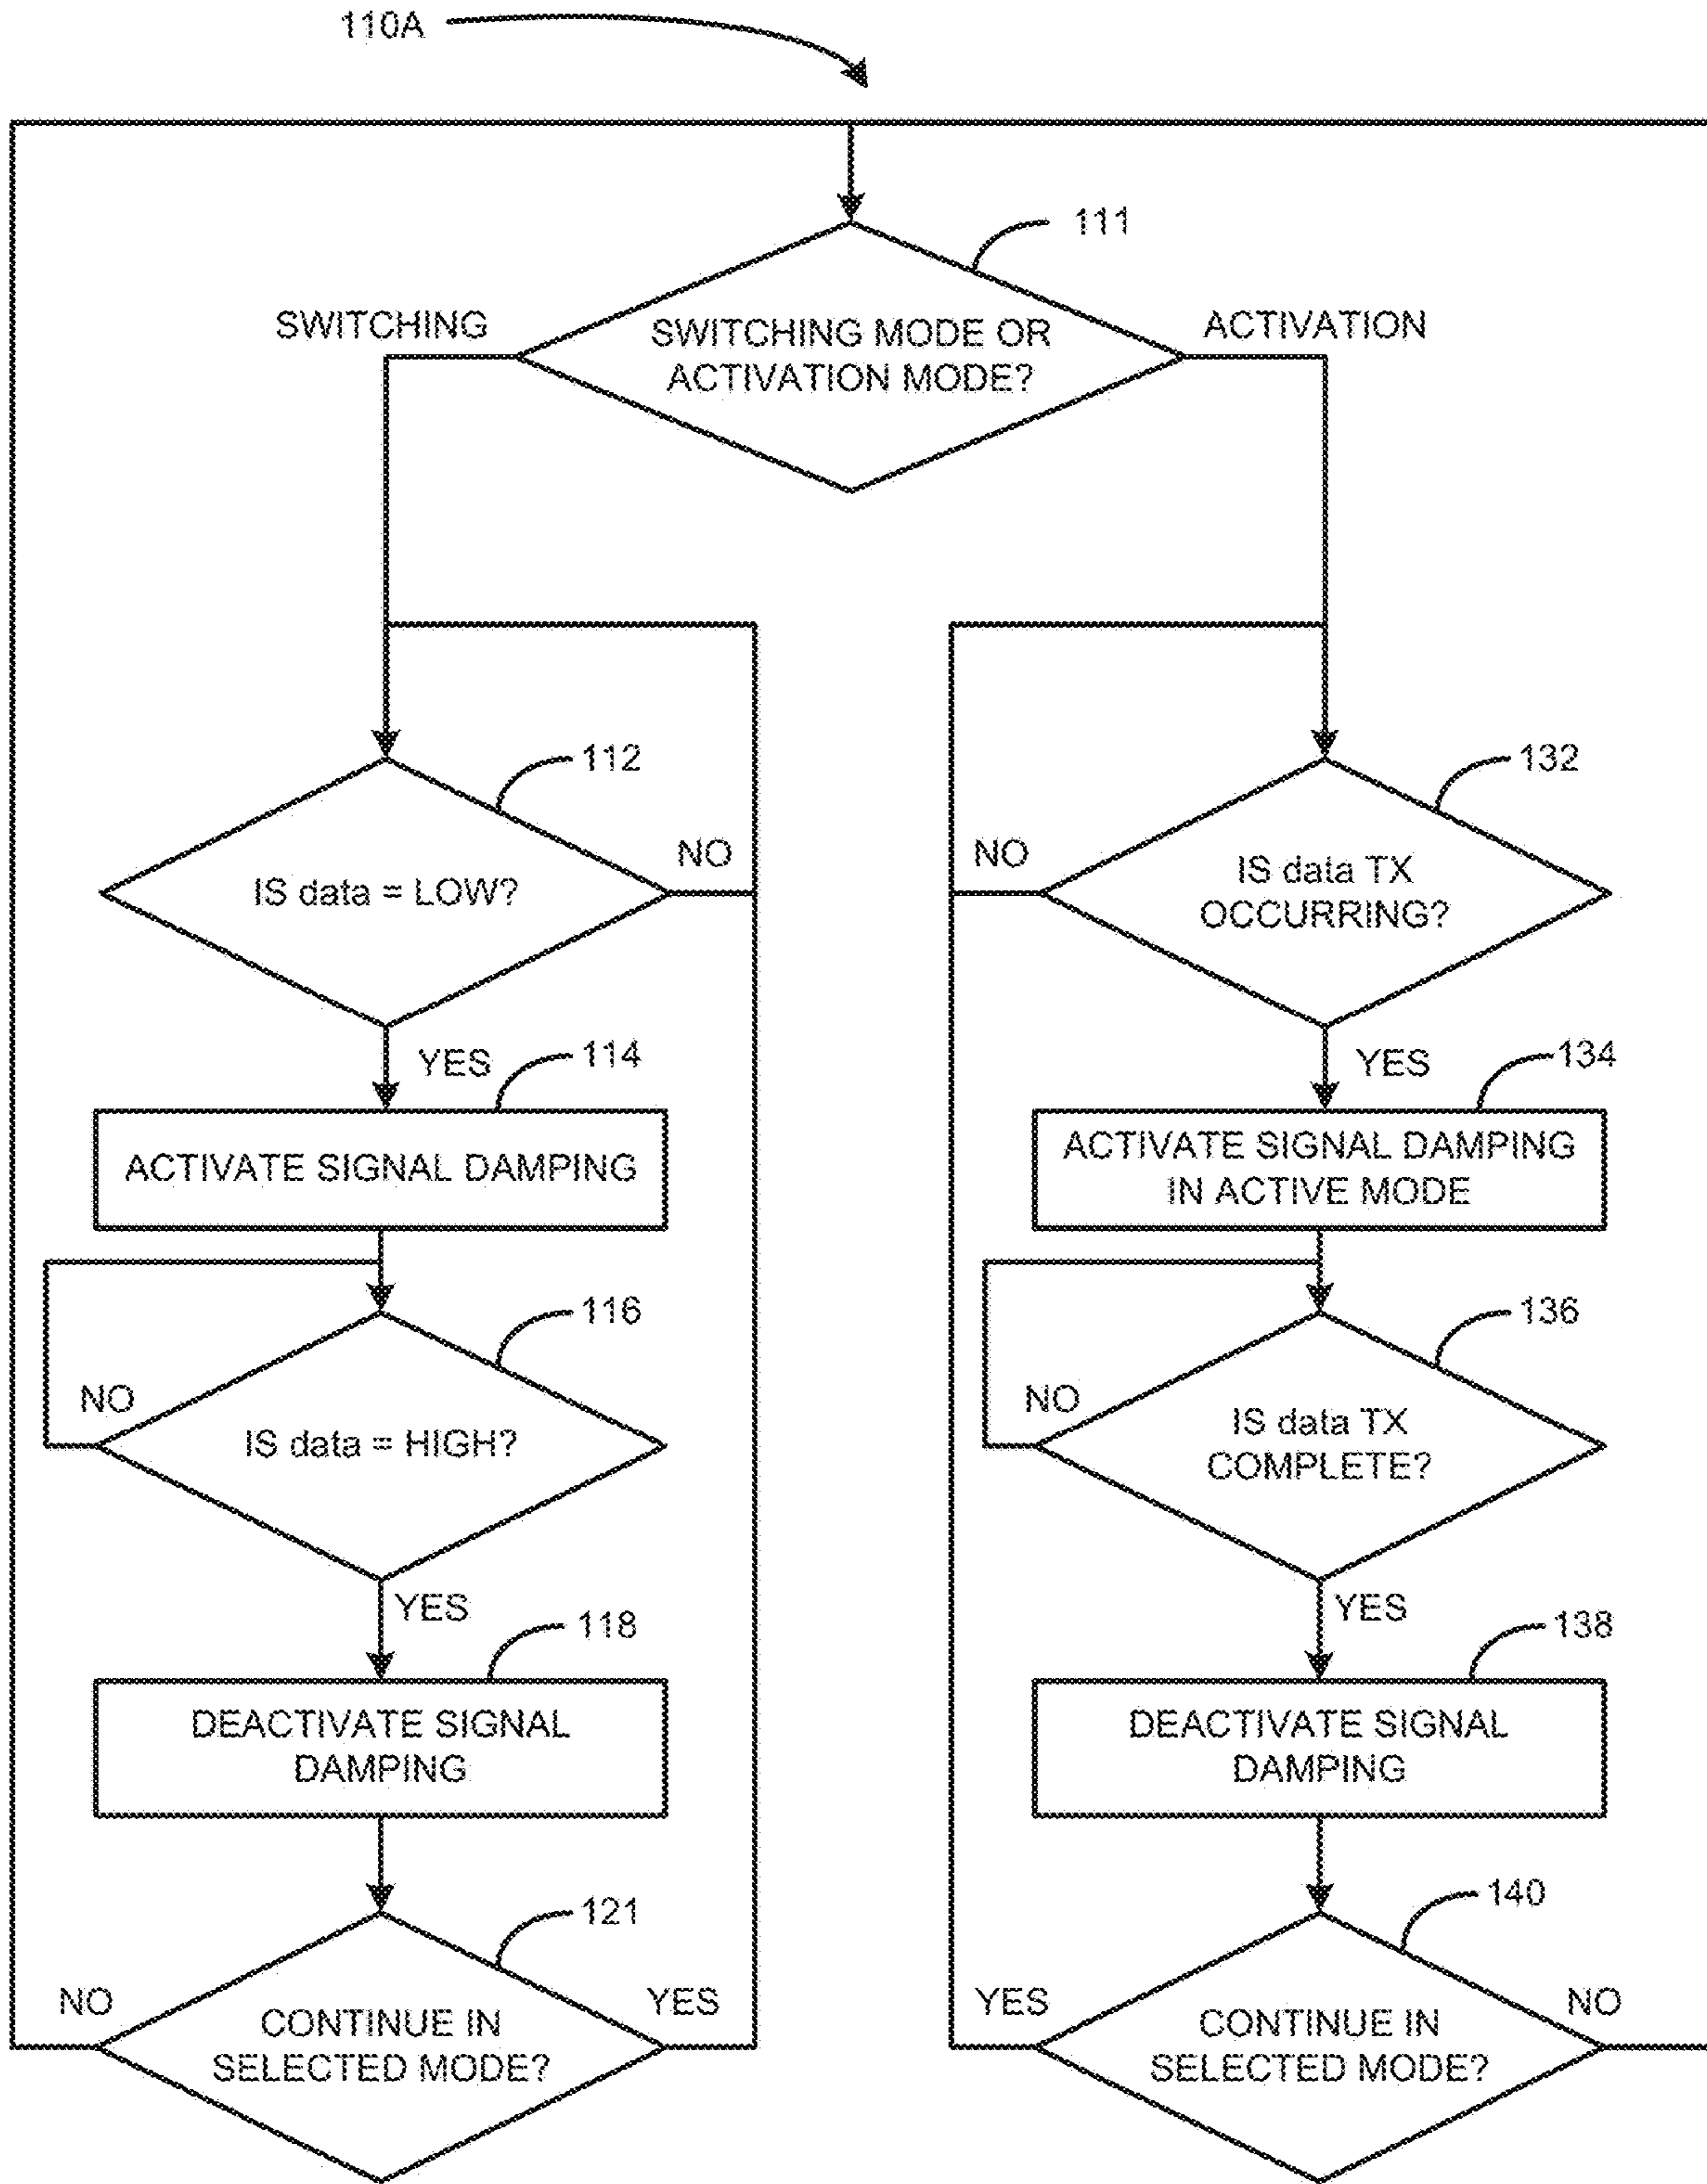 110A
111
SWITCHING
SWITCHING MODE OR
ACTIVATION MODE?
ACTIVATION
112
NO
IS data = LOW?
YES
114
ACTIVATE SIGNAL DAMPING
116
NO
IS data = HIGH?
YES
118
DEACTIVATE SIGNAL
DAMPING
121
NO
YES
CONTINUE IN
SELECTED MODE?
132
NO
IS data TX
OCCURRING?
YES
134
ACTIVATE SIGNAL DAMPING
IN ACTIVE MODE
136
NO
IS data TX
COMPLETE?
YES
138
DEACTIVATE SIGNAL
DAMPING
140
YES
NO
CONTINUE IN
SELECTED MODE?